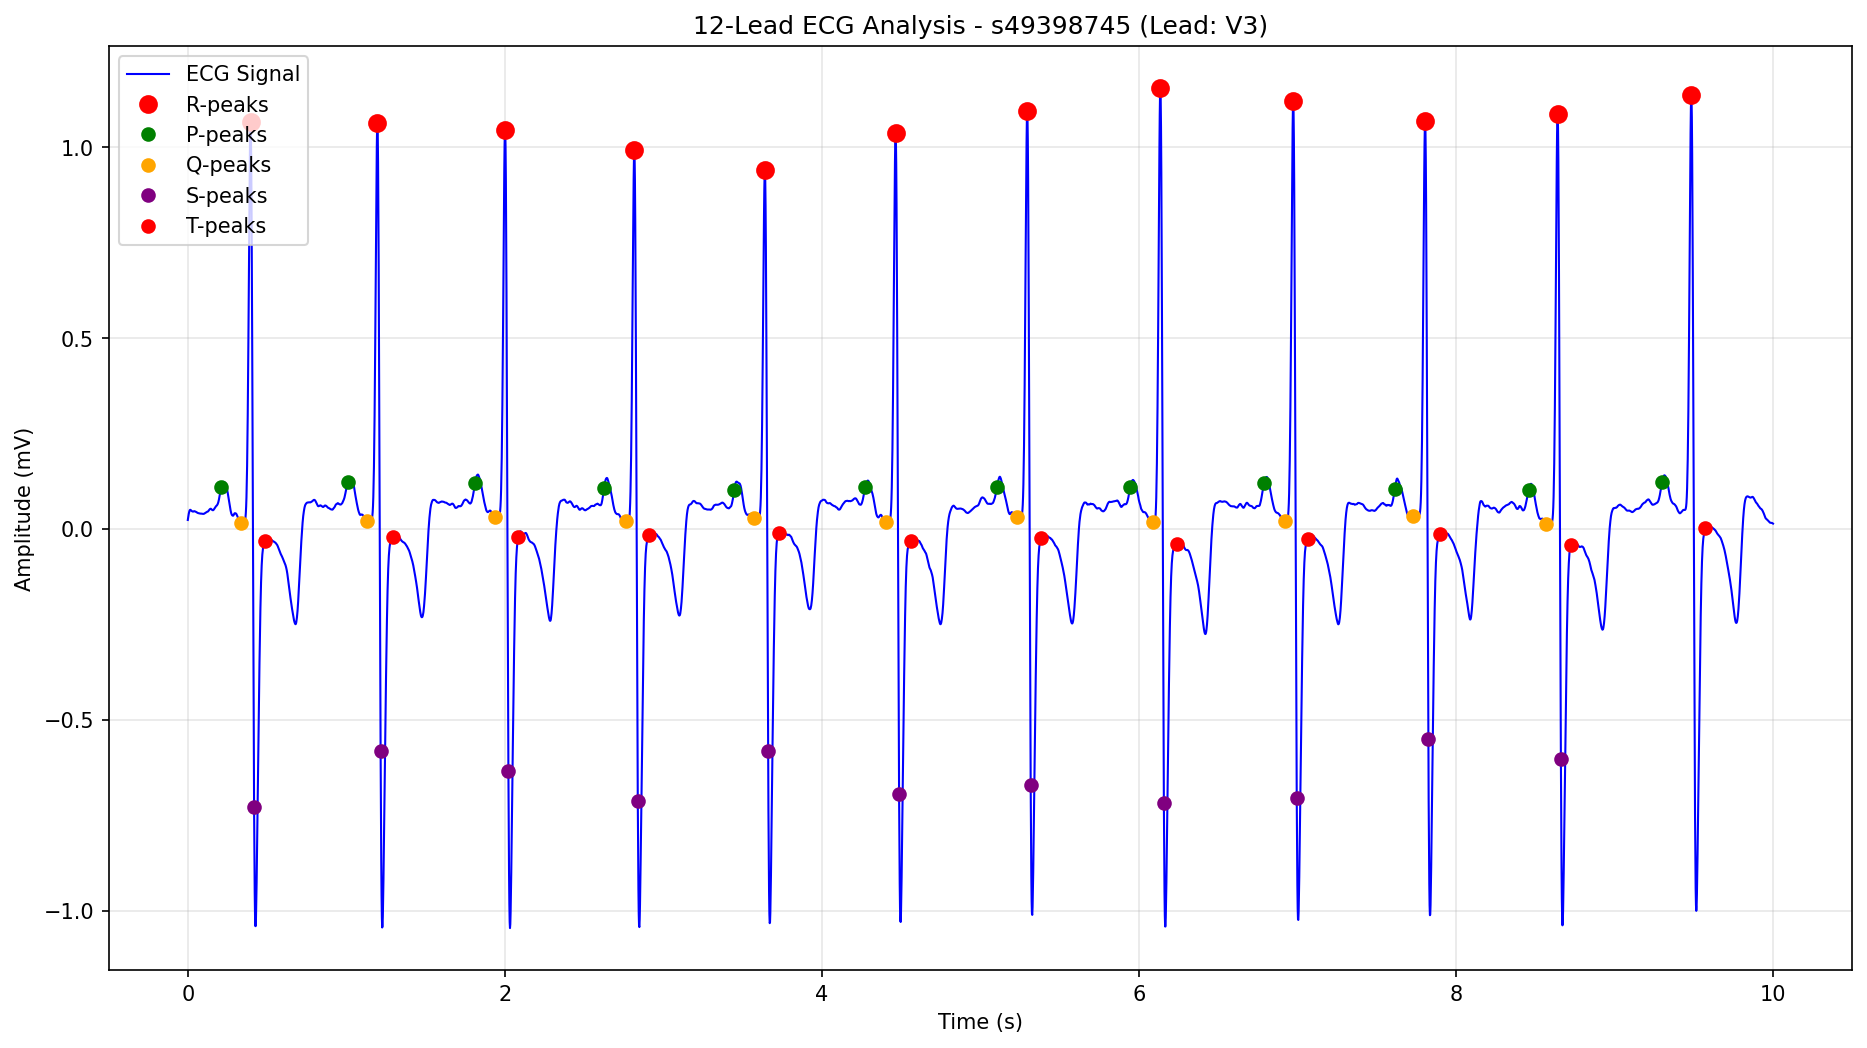 12-Lead ECG Analysis - s49398745 (Lead: V3)
ECG Signal
R-peaks
P-peaks
Q-peaks
S-peaks
T-peaks
Amplitude (mV)
1.0
0.5
0.0
−0.5
−1.0
0 2 4 6 8 10
Time (s)